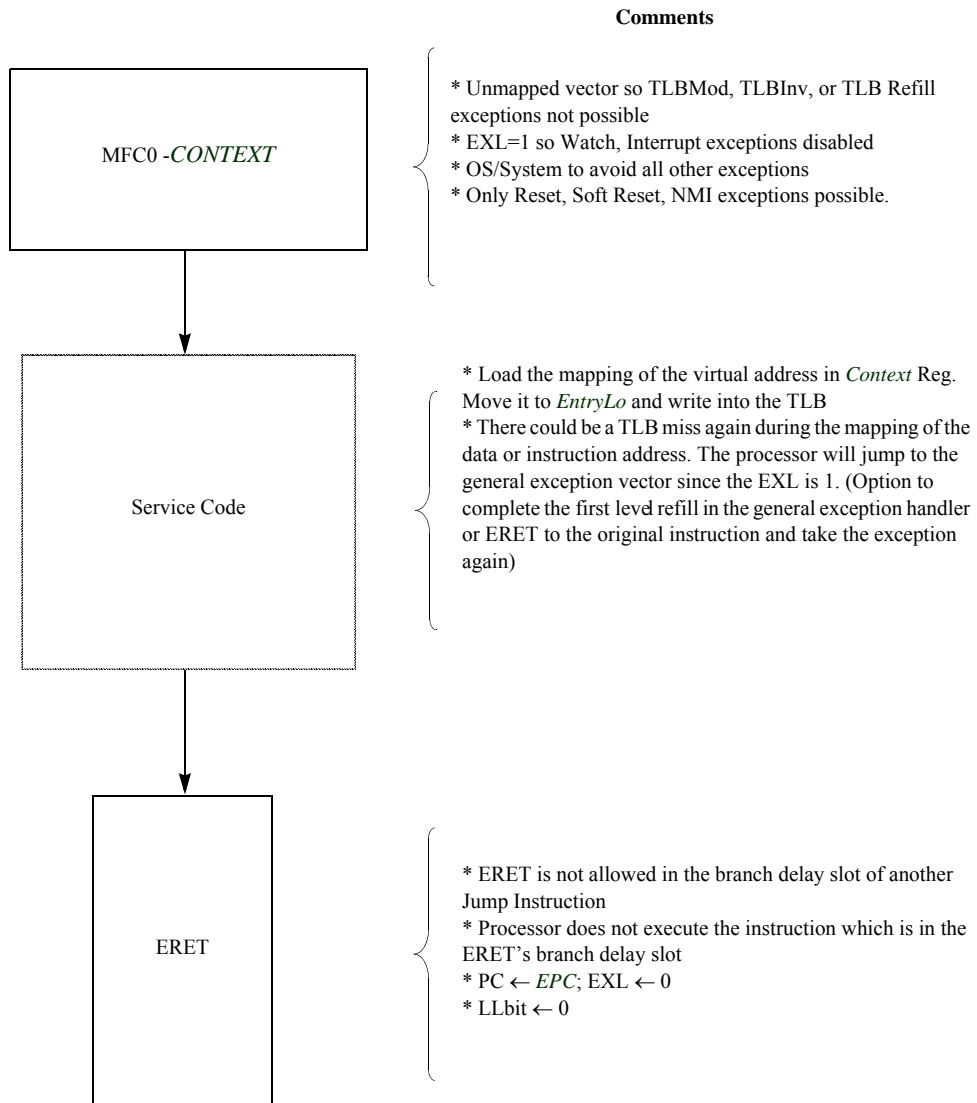 Comments
MFC0 -CONTEXT
* Unmapped vector so TLBMod, TLBInv, or TLB Refill
exceptions not possible
* EXL=1 so Watch, Interrupt exceptions disabled
* OS/System to avoid all other exceptions
* Only Reset, Soft Reset, NMI exceptions possible.
Service Code
* Load the mapping of the virtual address in Context Reg.
Move it to EntryLo and write into the TLB
* There could be a TLB miss again during the mapping of the
data or instruction address. The processor will jump to the
general exception vector since the EXL is 1. (Option to
complete the first level refill in the general exception handler
or ERET to the original instruction and take the exception
again)
ERET
* ERET is not allowed in the branch delay slot of another
Jump Instruction
* Processor does not execute the instruction which is in the
ERET’s branch delay slot
* PC ← EPC; EXL ← 0
* LLbit ← 0